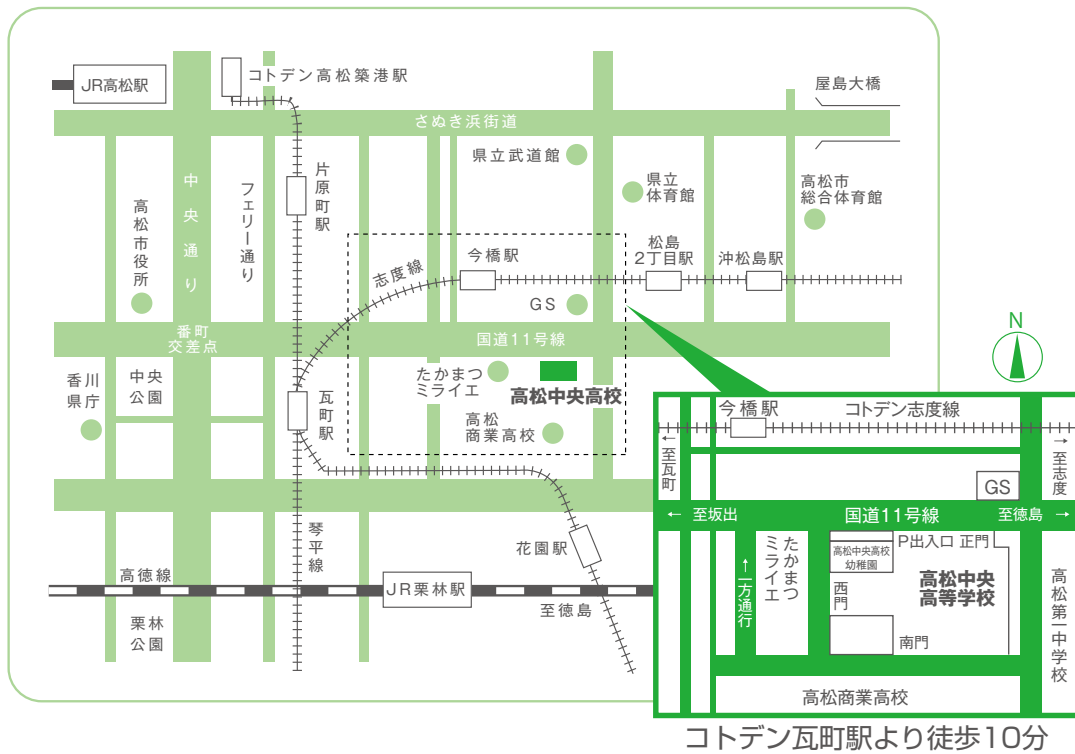 JR高松駅
コトデン高松築港駅
屋島大橋
さぬき浜街道
県立武道館
県立
体育館
高松市
総合体育館
中央通り
フェリー通り
片原町駅
高松市役所
志度線
今橋駅
松島
2丁目駅
沖松島駅
GS
番町
交差点
国道11号線
香川
県庁
中央
公園
たかまつ
ミライエ
高松中央高校
瓦町駅
高松
商業高校
琴平線
花園駅
高徳線
JR栗林駅
至徳島
栗林
公園
N
今橋駅
コトデン志度線
←至瓦町
→至志度
GS
← 至坂出
国道11号線
至徳島 →
たかまつ
ミライエ
→一方通行
高松中央高校
幼稚園
P出入口 正門
西門
高松中央
高等学校
南門
高松第一中学校
高松商業高校
コトデン瓦町駅より徒歩10分